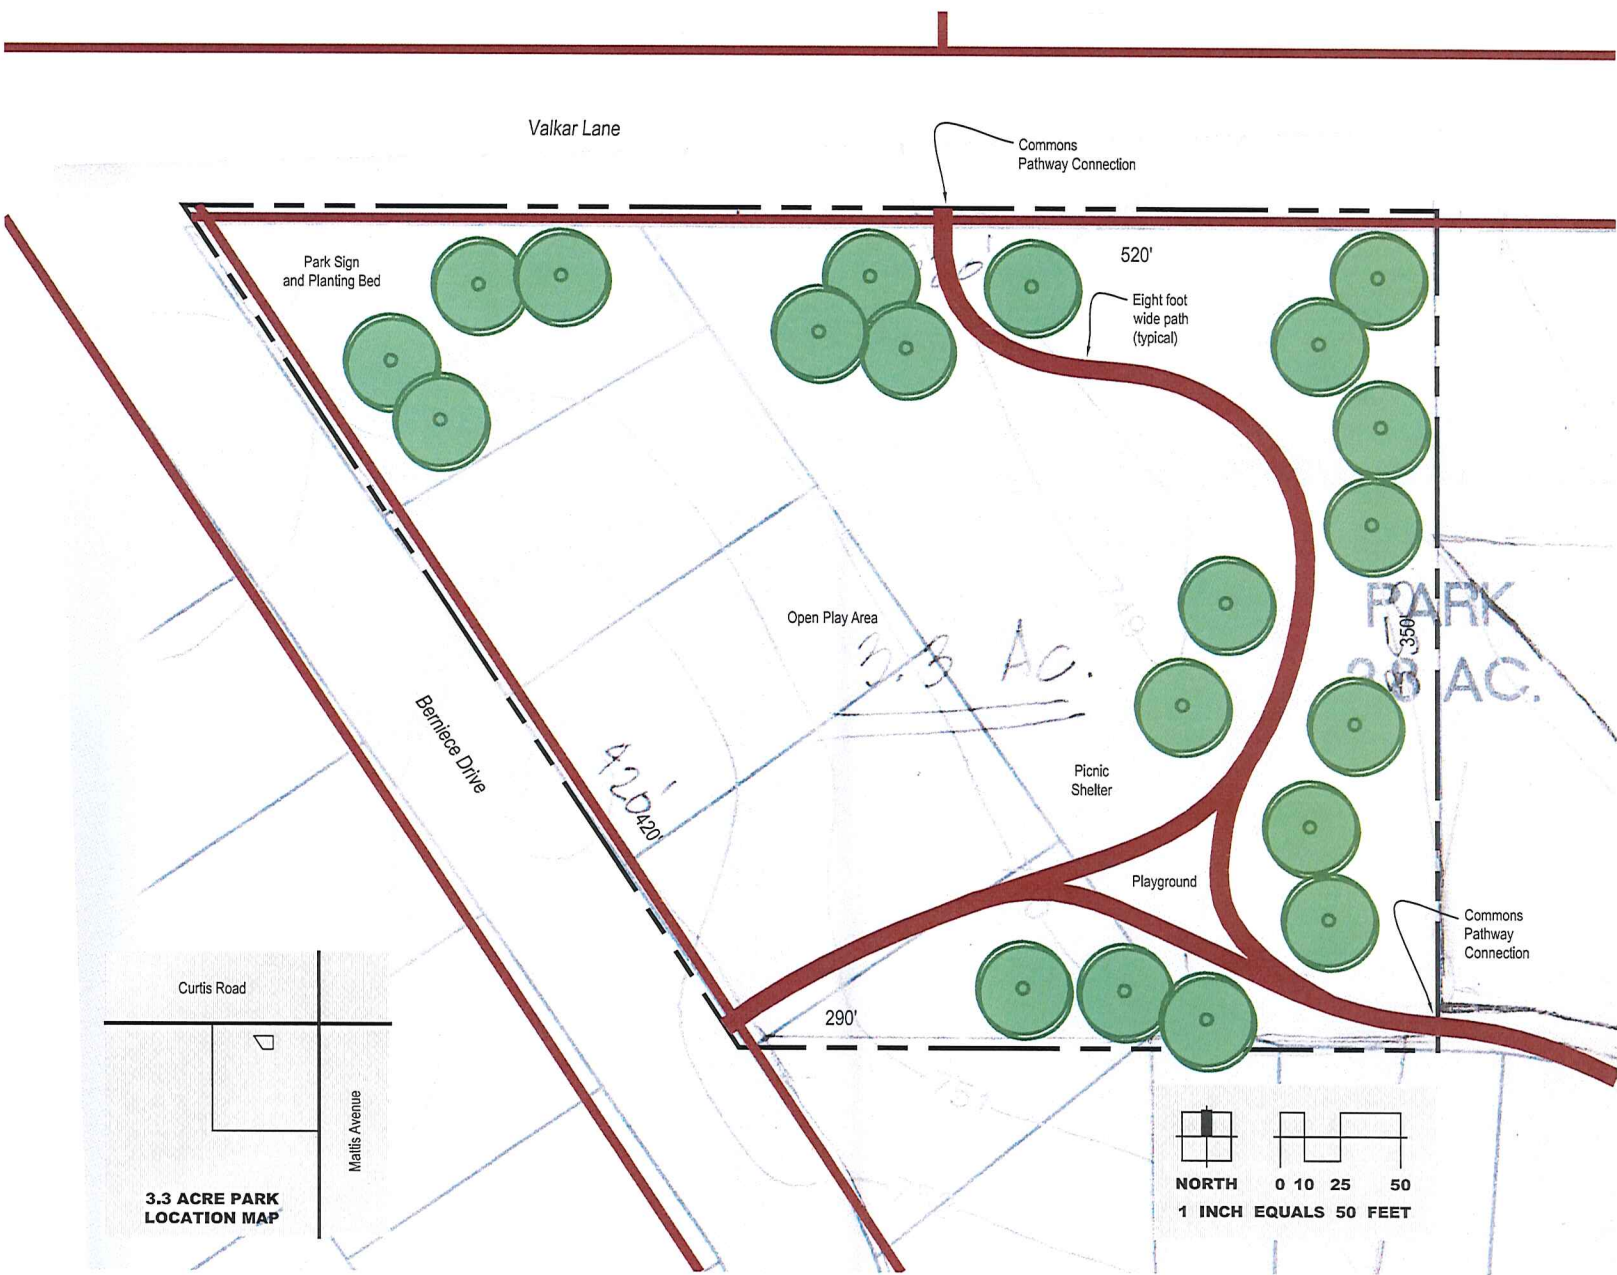 Valkar Lane
Commons
Pathway Connection
Park Sign
and Planting Bed
520'
Eight foot
wide path
(typical)
Open Play Area
3.3 AC.
PARK
AC.
350'
Berniece Drive
420'
420'
Picnic
Shelter
Playground
Commons
Pathway
Connection
290'
751
Curtis Road
Mattis Avenue
3.3 ACRE PARK
LOCATION MAP
NORTH
0 10 25 50
1 INCH EQUALS 50 FEET